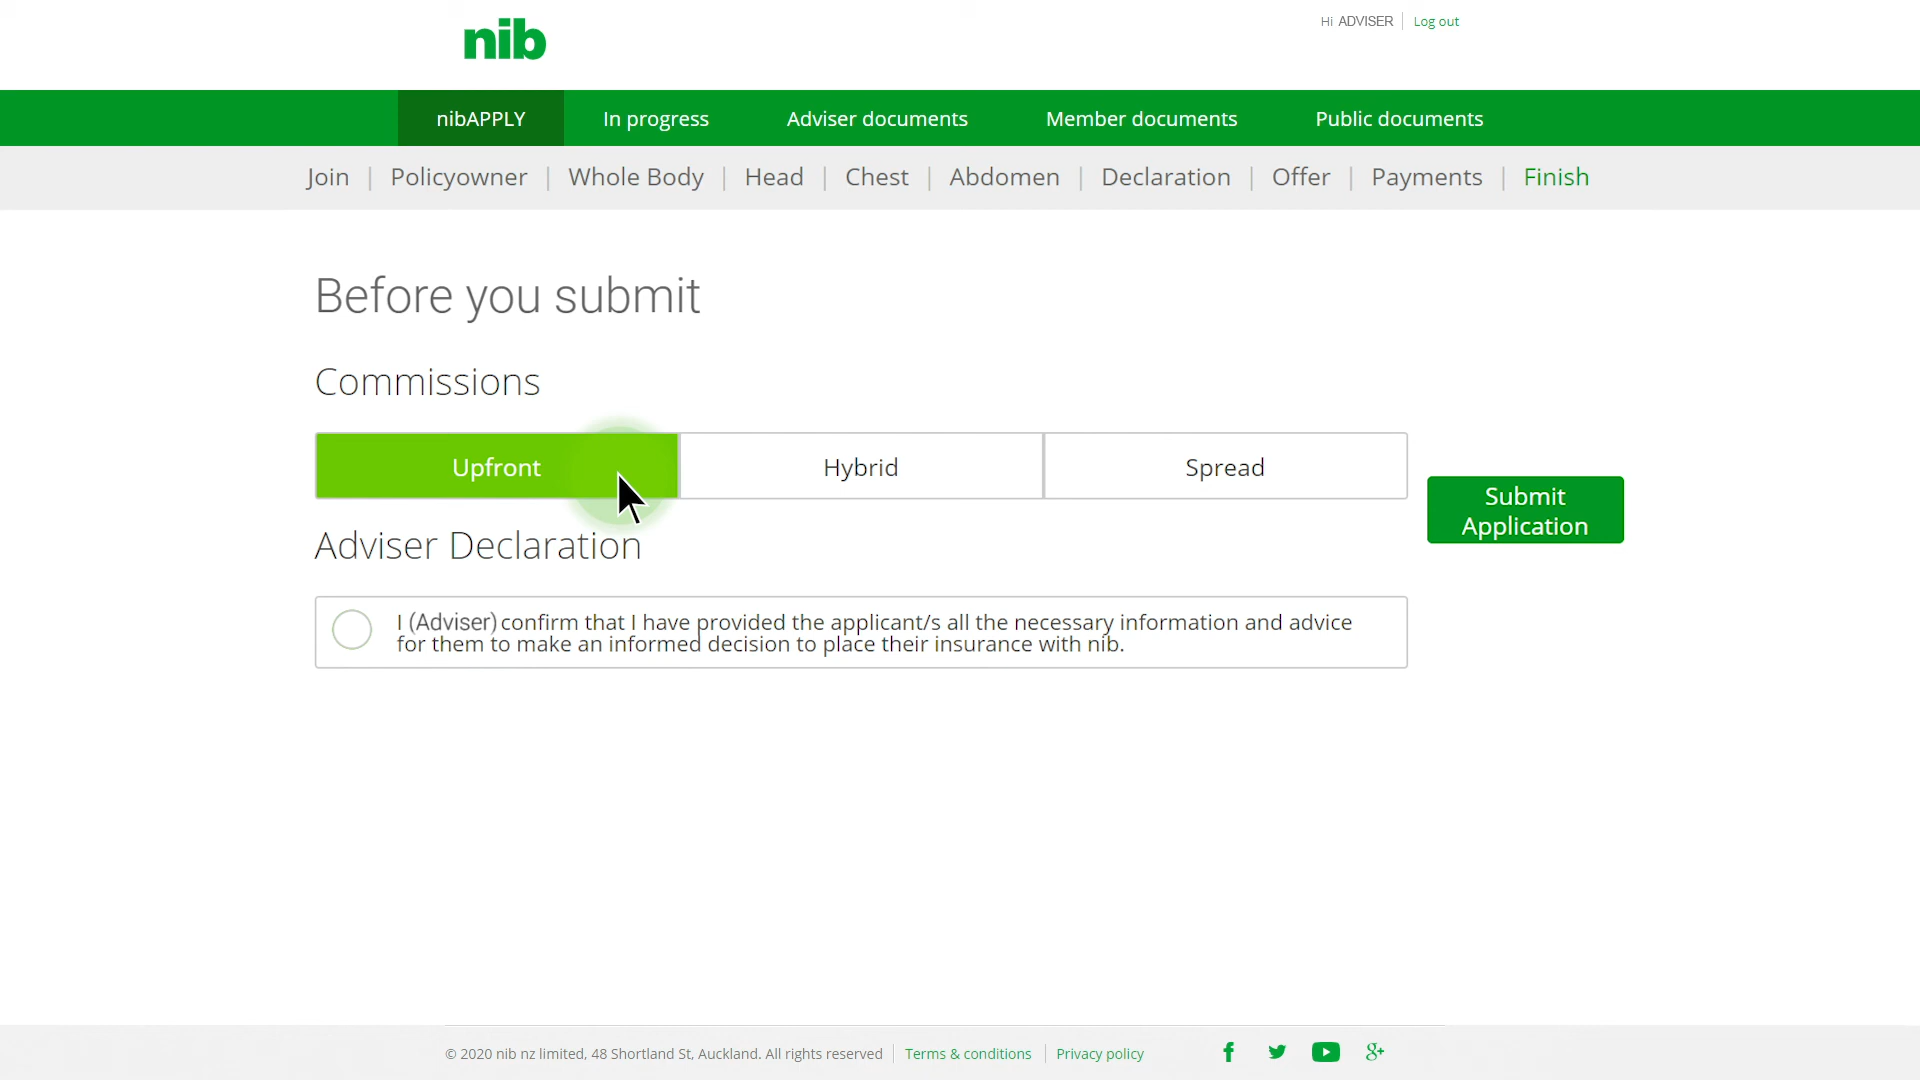 nib
Hi ADVISER | Log out
nibAPPLY In progress Adviser documents Member documents Public documents
Join | Policyowner | Whole Body | Head | Chest | Abdomen | Declaration | Offer | Payments | Finish
Before you submit
Commissions
Upfront Hybrid Spread
Submit
Application
Adviser Declaration
I (Adviser) confirm that I have provided the applicant/s all the necessary information and advice
for them to make an informed decision to place their insurance with nib.
© 2020 nib nz limited, 48 Shortland St, Auckland. All rights reserved | Terms & conditions | Privacy policy